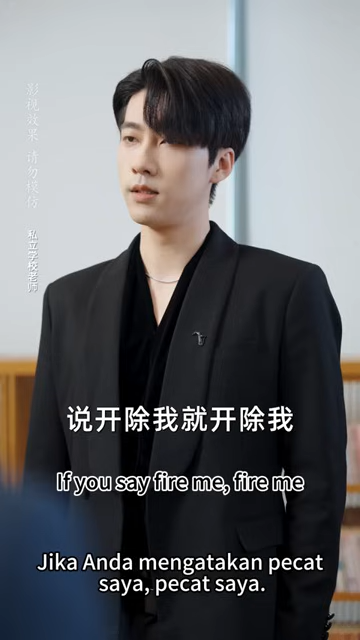 影视效果 请勿模仿
私立学校老师
说开除我就开除我
If you say fire me, fire me
Jika Anda mengatakan pecat
saya, pecat saya.